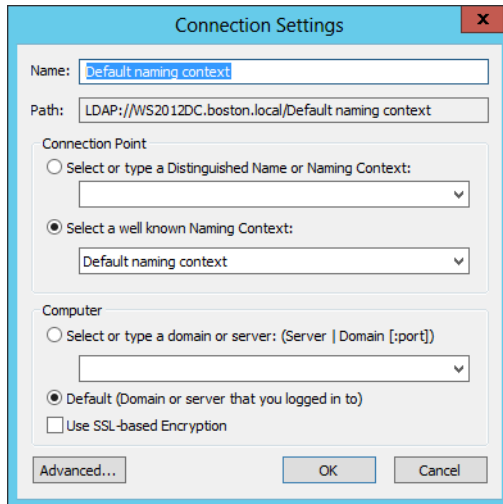 Connection Settings
x
Name: Default naming context
Path: LDAP://WS2012DC.boston.local/Default naming context
Connection Point
Select or type a Distinguished Name or Naming Context:
Select a well known Naming Context:
Default naming context
Computer
Select or type a domain or server: (Server | Domain [:port])
Default (Domain or server that you logged in to)
Use SSL-based Encryption
Advanced... OK Cancel